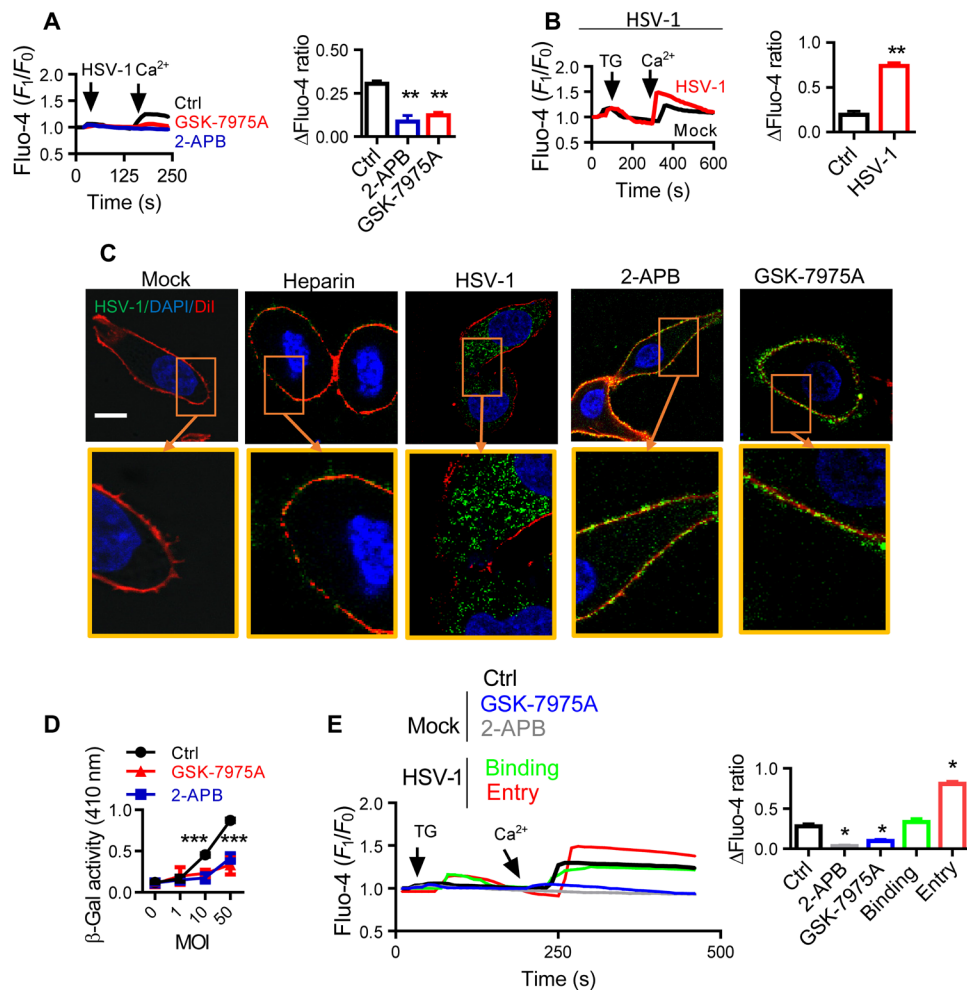 A
Fluo-4 (F1/F0)
2.0
1.5
1.0
0.5
HSV-1 Ca2+
Ctrl
GSK-7975A
2-APB
0
125
250
Time (s)
ΔFluo-4 ratio
0.50
0.25
0.00
**
**
Ctrl
2-APB
GSK-7975A
B
HSV-1
Fluo-4 (F1/F0)
2.0
1.5
1.0
0.5
TG
Ca2+
HSV-1
Mock
0
200
400
600
Time (s)
ΔFluo-4 ratio
1.0
0.5
0.0
**
Ctrl
HSV-1
C
Mock
Heparin
HSV-1
2-APB
GSK-7975A
HSV-1/DAPI/Dil
D
β-Gal activity (410 nm)
Ctrl
GSK-7975A
2-APB
1.0
0.5
0.0
***
***
0
1
10
50
MOI
E
Ctrl
Mock
GSK-7975A
2-APB
HSV-1
Binding
Entry
Fluo-4 (F1/F0)
2.0
1.5
1.0
0.5
TG
Ca2+
0
250
500
Time (s)
ΔFluo-4 ratio
1.0
0.5
0.0
*
*
*
Ctrl
2-APB
GSK-7975A
Binding
Entry